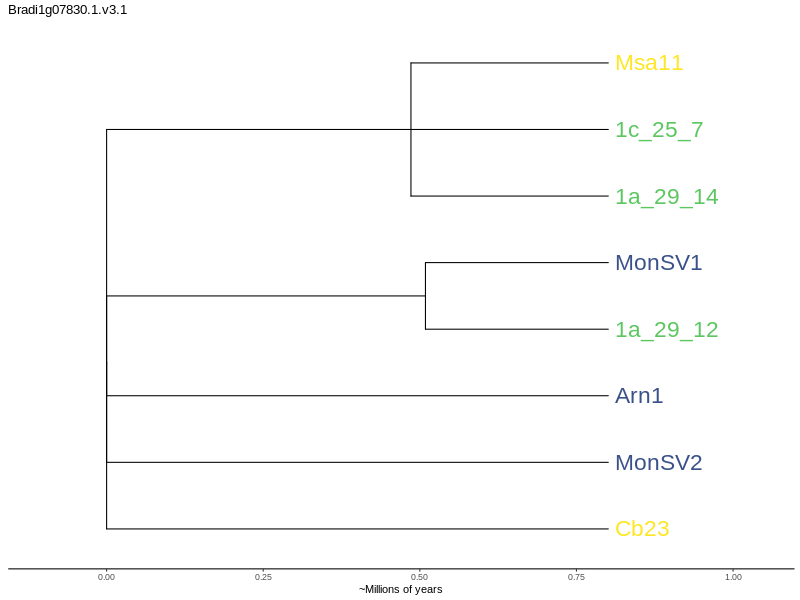 Bradi1g07830.1.v3.1
Msa11
1c_25_7
1a_29_14
MonSV1
1a_29_12
Arn1
MonSV2
Cb23
0.00 0.25 0.50 0.75 1.00
~Millions of years